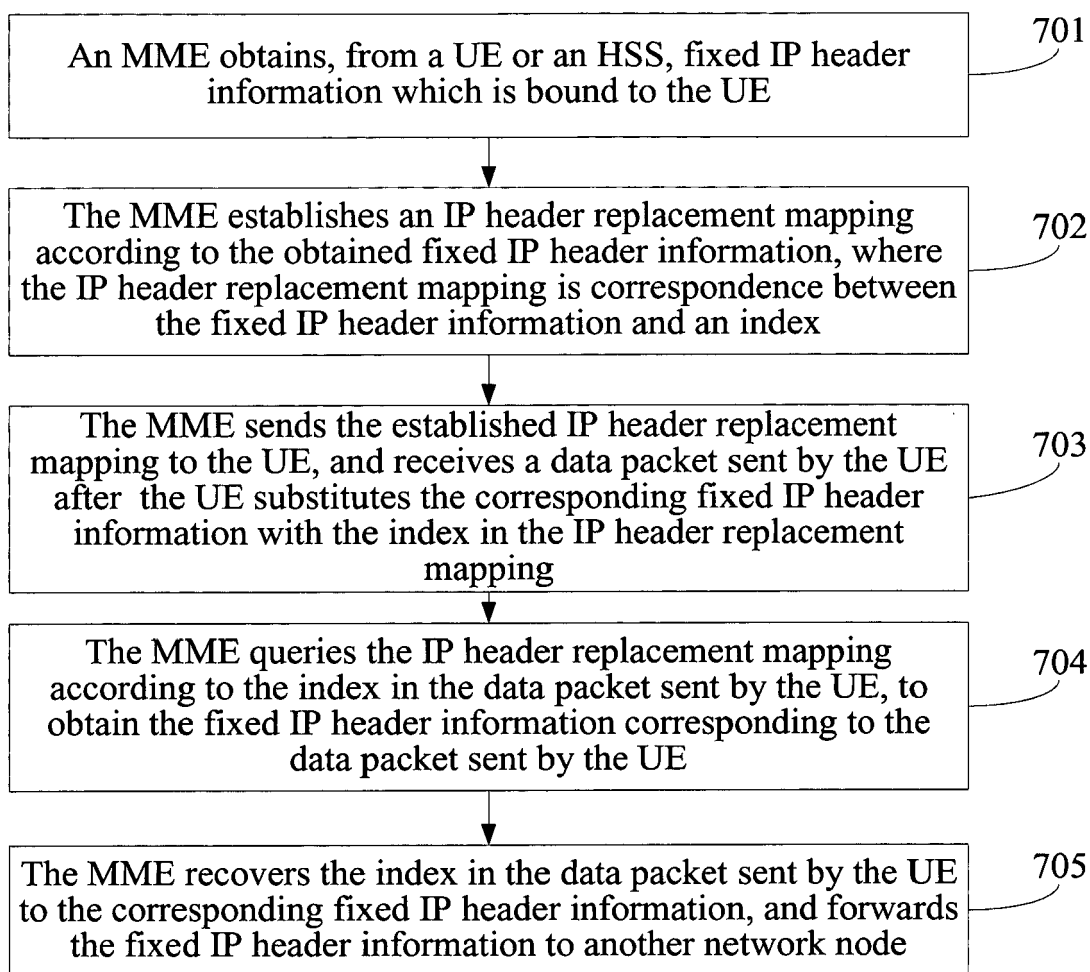 An MME obtains, from a UE or an HSS, fixed IP header
information which is bound to the UE
701
The MME establishes an IP header replacement mapping
according to the obtained fixed IP header information, where
the IP header replacement mapping is correspondence between
the fixed IP header information and an index
702
The MME sends the established IP header replacement
mapping to the UE, and receives a data packet sent by the UE
after the UE substitutes the corresponding fixed IP header
information with the index in the IP header replacement
mapping
703
The MME queries the IP header replacement mapping
according to the index in the data packet sent by the UE, to
obtain the fixed IP header information corresponding to the
data packet sent by the UE
704
The MME recovers the index in the data packet sent by the UE
to the corresponding fixed IP header information, and forwards
the fixed IP header information to another network node
705